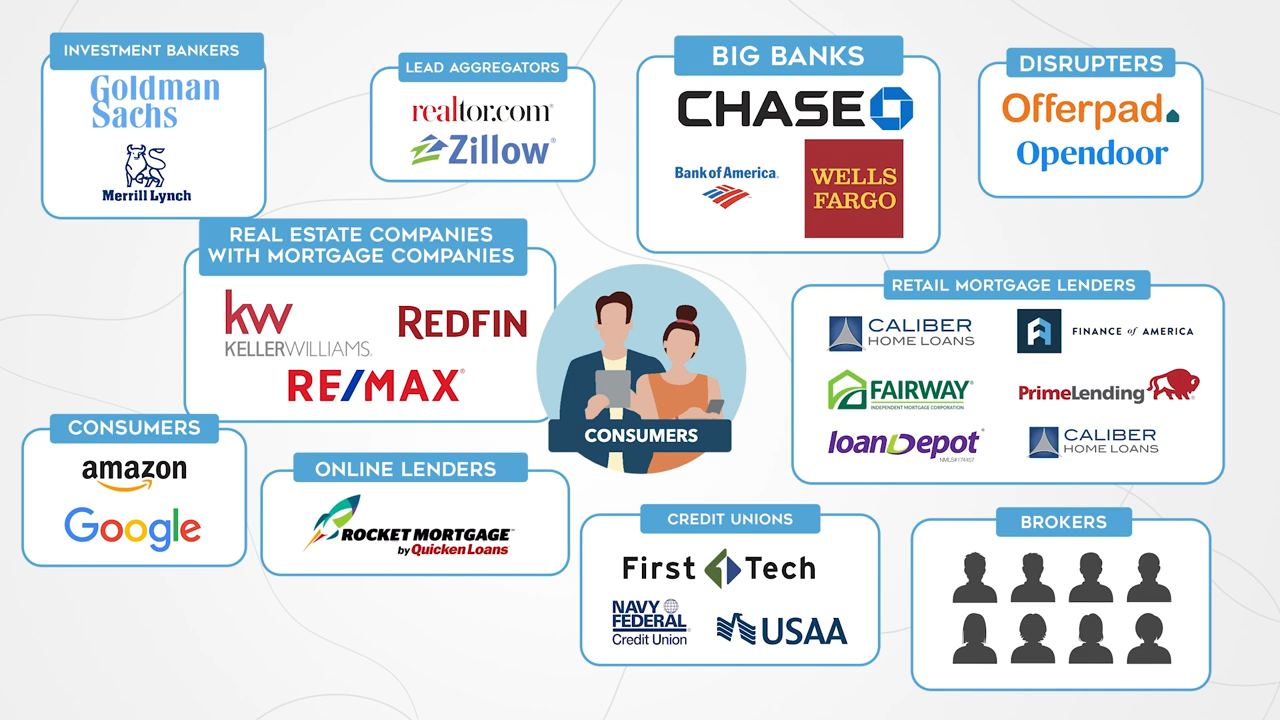 INVESTMENT BANKERS
Goldman
Sachs
Merrill Lynch
LEAD AGGREGATORS
realtor.com®
Zillow®
BIG BANKS
CHASE
Bank of America.
WELLS
FARGO
DISRUPTERS
Offerpad.
Opendoor
REAL ESTATE COMPANIES
WITH MORTGAGE COMPANIES
kw
KELLERWILLIAMS.
REDFIN
RE/MAX®
CONSUMERS
RETAIL MORTGAGE LENDERS
CALIBER
HOME LOANS
FINANCE of AMERICA
FAIRWAY®
INDEPENDENT MORTGAGE CORPORATION
PrimeLending
loanDepot®
NMLS#174457
CALIBER
HOME LOANS
CONSUMERS
amazon
Google
ONLINE LENDERS
ROCKET MORTGAGE
by Quicken Loans
CREDIT UNIONS
First Tech
NAVY
FEDERAL
Credit Union
USAA
BROKERS